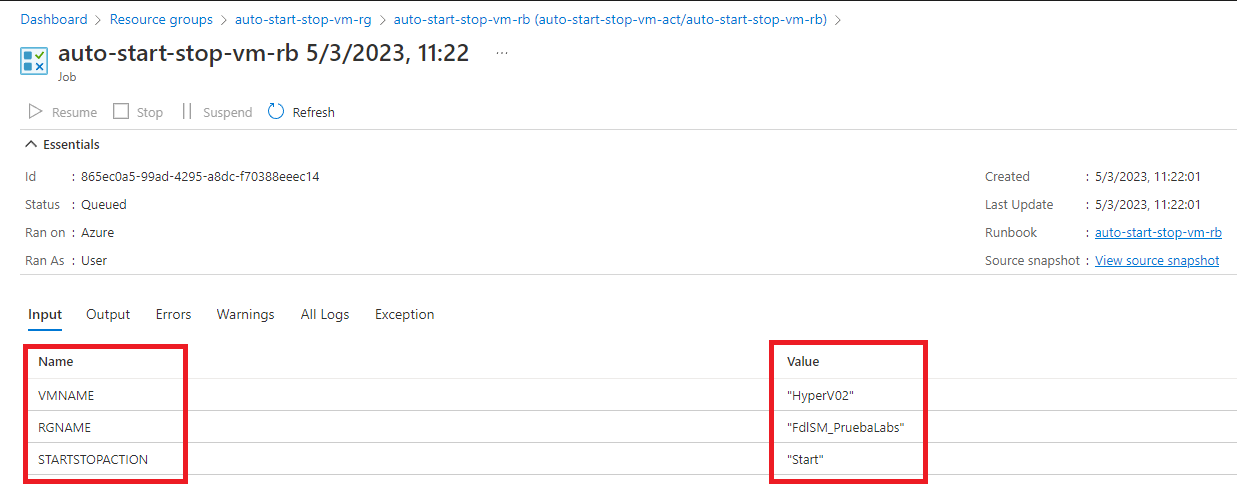 Dashboard > Resource groups > auto-start-stop-vm-rg > auto-start-stop-vm-rb (auto-start-stop-vm-act/auto-start-stop-vm-rb) >
auto-start-stop-vm-rb 5/3/2023, 11:22 ...
Job
Resume Stop Suspend Refresh
Essentials
Id : 865ec0a5-99ad-4295-a8dc-f70388eeec14 Created : 5/3/2023, 11:22:01
Status : Queued Last Update : 5/3/2023, 11:22:01
Ran on : Azure Runbook : auto-start-stop-vm-rb
Ran As : User Source snapshot : View source snapshot
Input Output Errors Warnings All Logs Exception
Name Value
VMNAME "HyperV02"
RGNAME "FdlSM_PruebaLabs"
STARTSTOPACTION "Start"